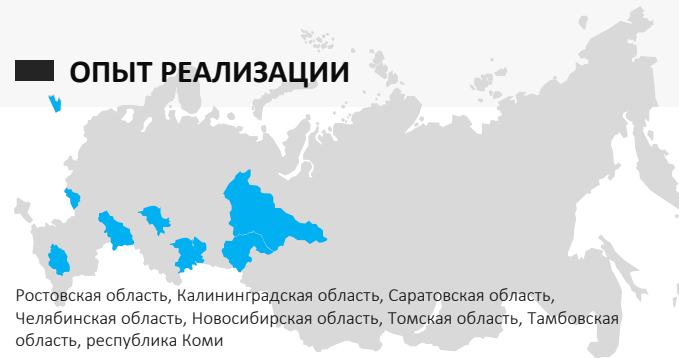 ОПЫТ РЕАЛИЗАЦИИ
Ростовская область, Калининградская область, Саратовская область,
Челябинская область, Новосибирская область, Томская область, Тамбовская
область, республика Коми